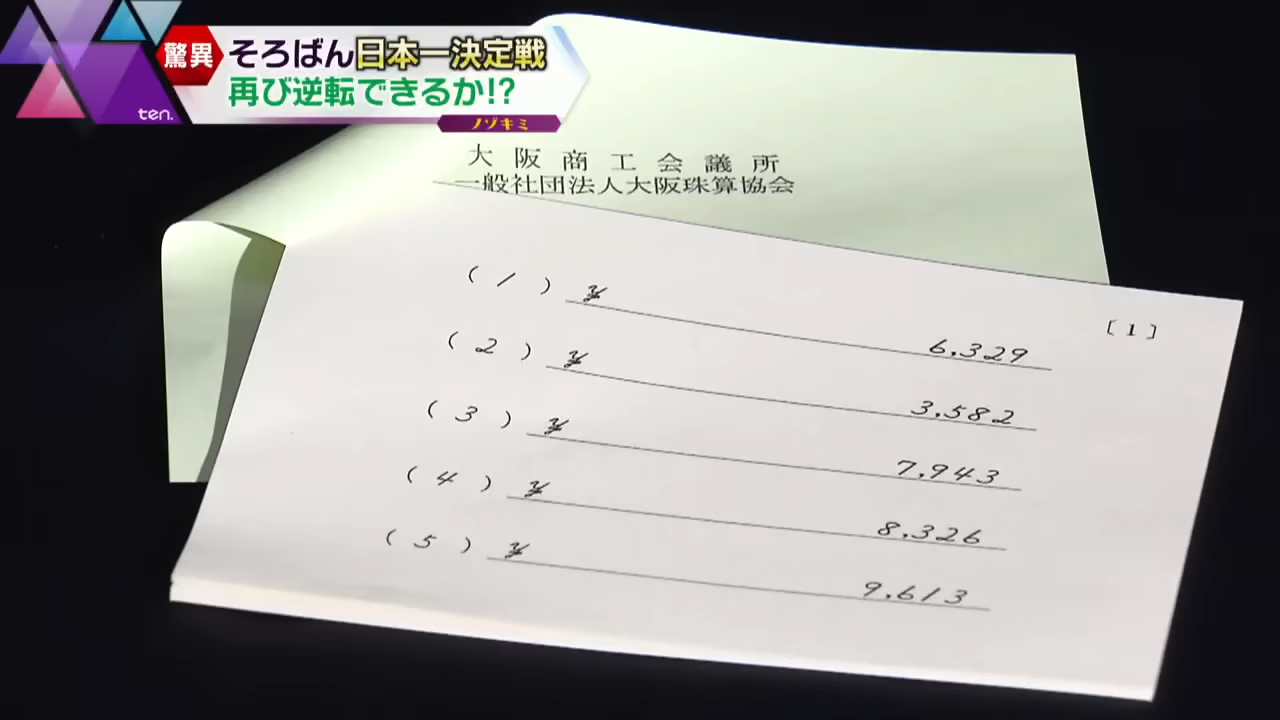 驚異
そろばん日本一決定戦
再び逆転できるか!?
ten.
ノゾキミ
大阪商工会議所
一般社団法人大阪珠算協会
[1]
(1) ¥ 6.329
(2) ¥ 3.582
(3) ¥ 7.943
(4) ¥ 8.326
(5) ¥ 9.613